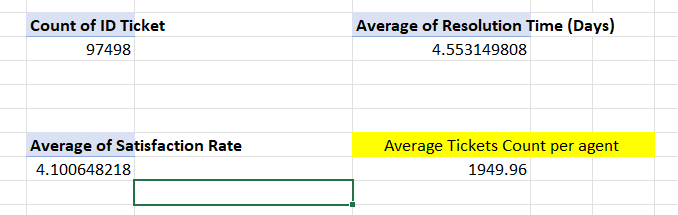 Count of ID Ticket
Average of Resolution Time (Days)
97498
4.553149808
Average of Satisfaction Rate
Average Tickets Count per agent
4.100648218
1949.96